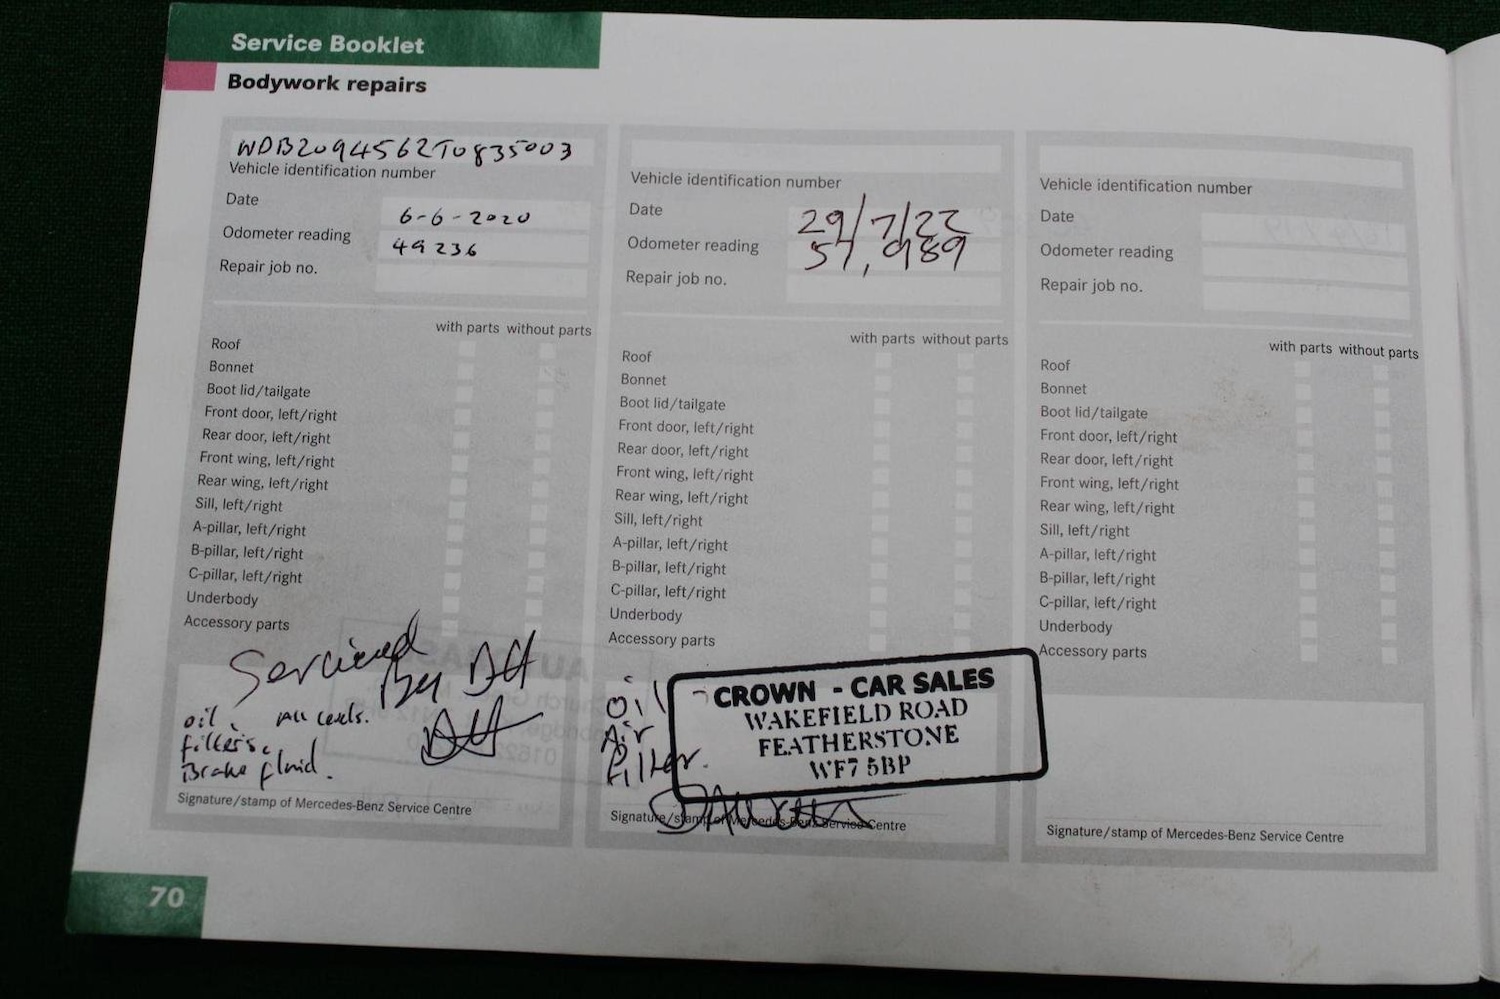 Service Booklet
Bodywork repairs
WDB2094562T0835003
Vehicle identification number
Date 6-6-2020
Odometer reading 49236
Repair job no.
with parts without parts
Roof
Bonnet
Boot lid/tailgate
Front door, left/right
Rear door, left/right
Front wing, left/right
Rear wing, left/right
Sill, left/right
A-pillar, left/right
B-pillar, left/right
C-pillar, left/right
Underbody
Accessory parts
Serviced
By DH
oil,
filters,
Brake fluid.
Signature/stamp of Mercedes-Benz Service Centre
Vehicle identification number
Date 29/7/22
Odometer reading 57,989
Repair job no.
with parts without parts
Roof
Bonnet
Boot lid/tailgate
Front door, left/right
Rear door, left/right
Front wing, left/right
Rear wing, left/right
Sill, left/right
A-pillar, left/right
B-pillar, left/right
C-pillar, left/right
Underbody
Accessory parts
oil
Air
filter.
CROWN - CAR SALES
WAKEFIELD ROAD
FEATHERSTONE
WF7 5BP
Signature/stamp of Mercedes-Benz Service Centre
Vehicle identification number
Date
Odometer reading
Repair job no.
with parts without parts
Roof
Bonnet
Boot lid/tailgate
Front door, left/right
Rear door, left/right
Front wing, left/right
Rear wing, left/right
Sill, left/right
A-pillar, left/right
B-pillar, left/right
C-pillar, left/right
Underbody
Accessory parts
Signature/stamp of Mercedes-Benz Service Centre
70